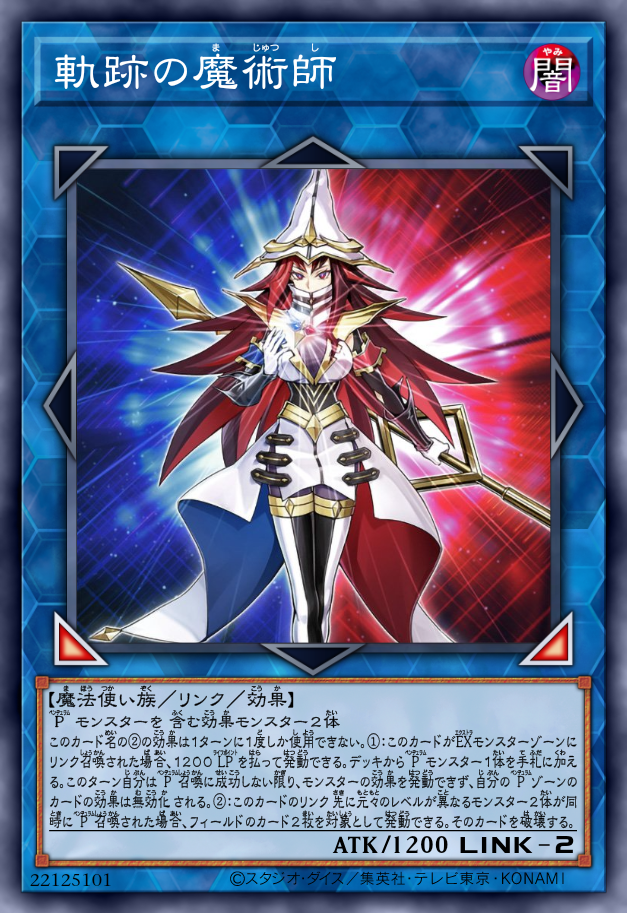 軌跡の魔術師
闇
【魔法使い族／リンク／効果】
Pモンスターを含む効果モンスター２体
このカード名の②の効果は１ターンに１度しか使用できない。①：このカードがEXモンスターゾーンに
リンク召喚された場合、1200LPを払って発動できる。デッキからPモンスター１体を手札に加え
る。このターン自分はP召喚に成功しない限り、モンスターの効果を発動できず、自分のPゾーンの
カードの効果は無効化される。②：このカードのリンク先に元々のレベルが異なるモンスター２体が同
時にP召喚された場合、フィールドのカード２枚を対象として発動できる。そのカードを破壊する。
ATK/1200 LINK-2
22125101 ©スタジオ・ダイス／集英社・テレビ東京・KONAMI